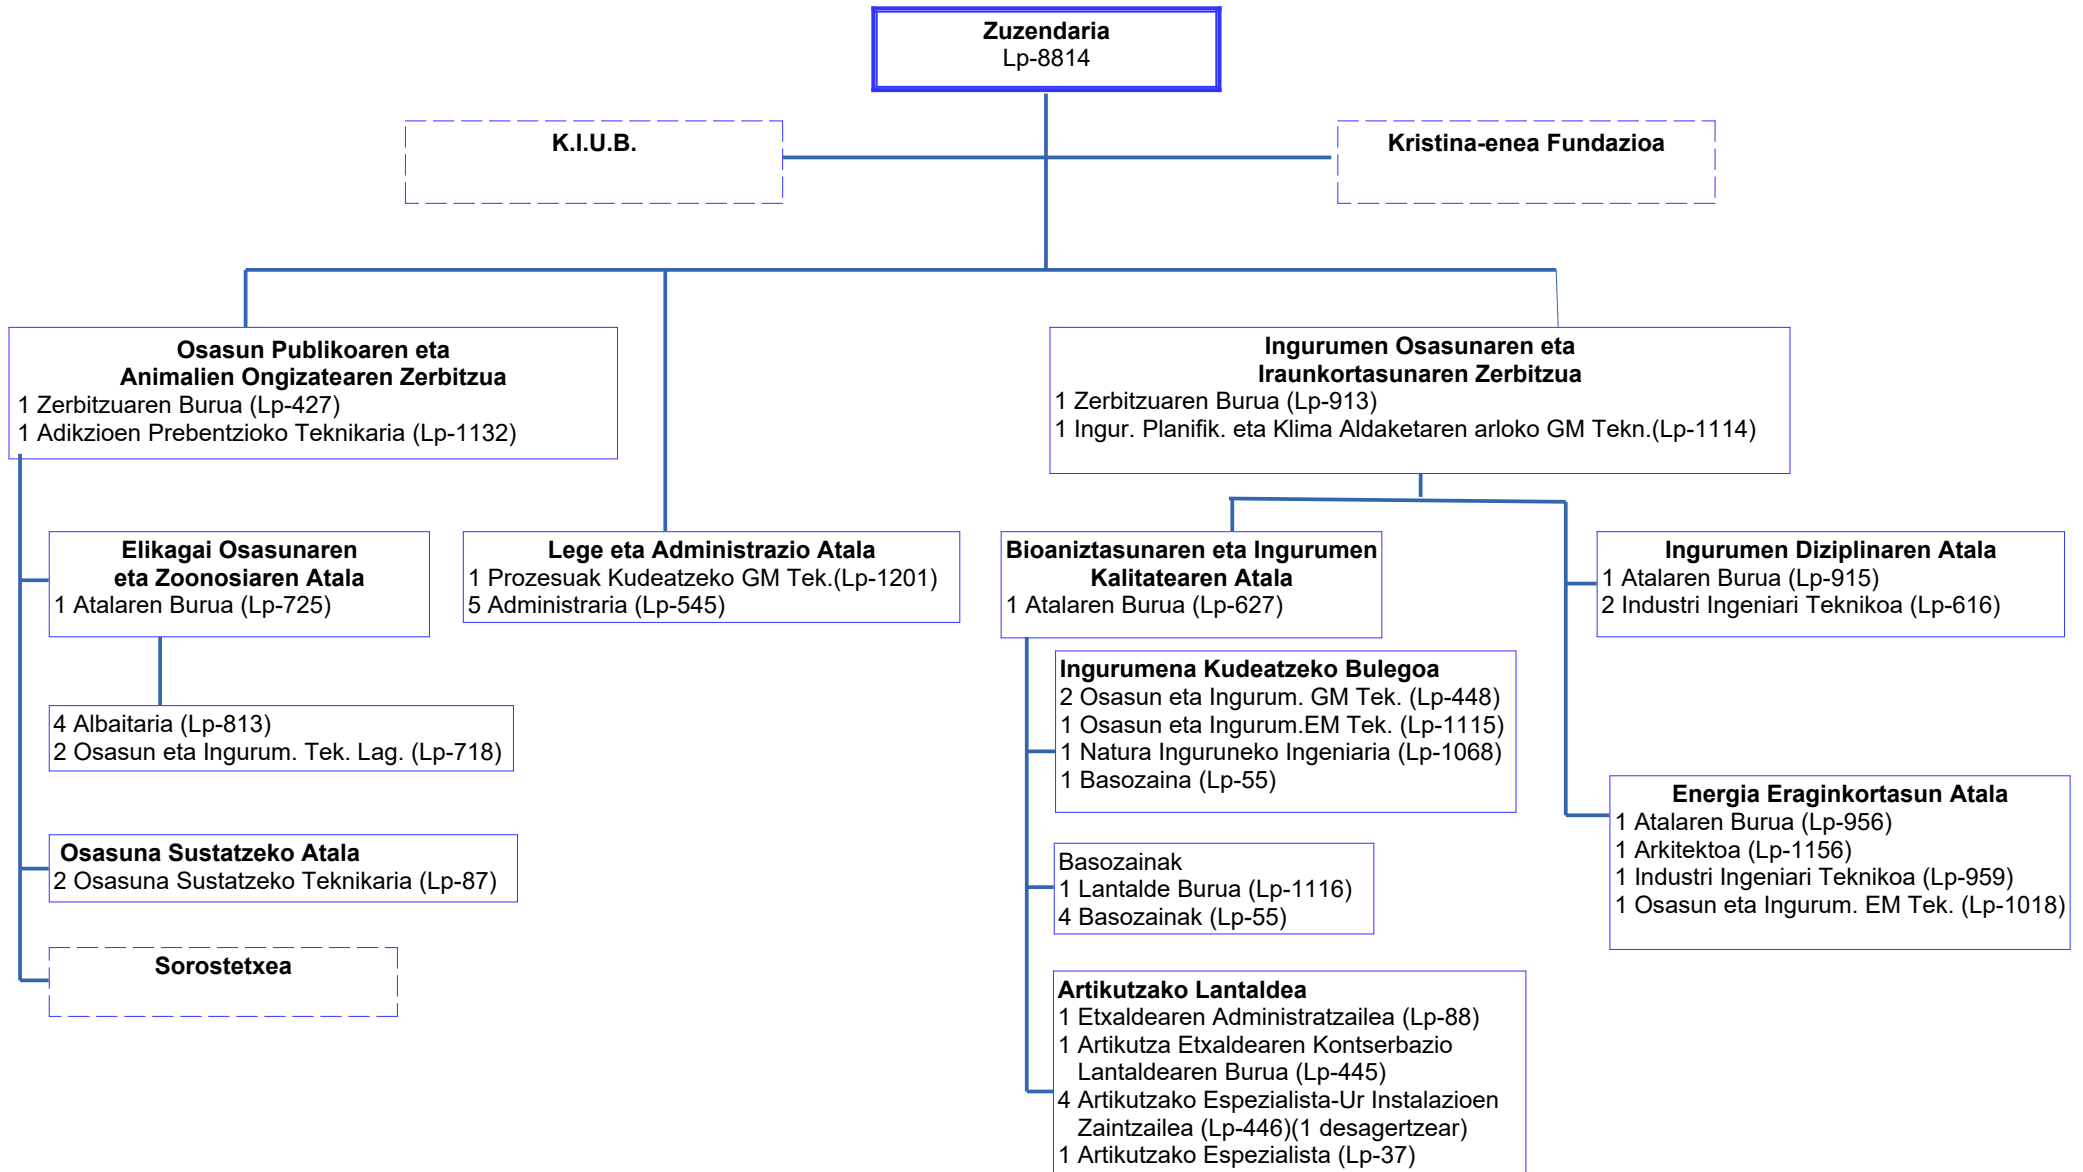 Zuzendaria
Lp-8814
K.I.U.B.
Kristina-enea Fundazioa
Osasun Publikoaren eta
Animalien Ongizatearen Zerbitzua
1 Zerbitzuaren Burua (Lp-427)
1 Adikzioen Prebentzioko Teknikaria (Lp-1132)
Ingurumen Osasunaren eta
Iraunkortasunaren Zerbitzua
1 Zerbitzuaren Burua (Lp-913)
1 Ingur. Planifik. eta Klima Aldaketaren arloko GM Tekn.(Lp-1114)
Elikagai Osasunaren
eta Zoonosiaren Atala
1 Atalaren Burua (Lp-725)
4 Albaitaria (Lp-813)
2 Osasun eta Ingurum. Tek. Lag. (Lp-718)
Osasuna Sustatzeko Atala
2 Osasuna Sustatzeko Teknikaria (Lp-87)
Sorostetxea
Lege eta Administrazio Atala
1 Prozesuak Kudeatzeko GM Tek.(Lp-1201)
5 Administraria (Lp-545)
Bioaniztasunaren eta Ingurumen
Kalitatearen Atala
1 Atalaren Burua (Lp-627)
Ingurumena Kudeatzeko Bulegoa
2 Osasun eta Ingurum. GM Tek. (Lp-448)
1 Osasun eta Ingurum.EM Tek. (Lp-1115)
1 Natura Inguruneko Ingeniaria (Lp-1068)
1 Basozaina (Lp-55)
Basozainak
1 Lantalde Burua (Lp-1116)
4 Basozainak (Lp-55)
Artikutzako Lantaldea
1 Etxaldearen Administratzailea (Lp-88)
1 Artikutza Etxaldearen Kontserbazio
Lantaldearen Burua (Lp-445)
4 Artikutzako Espezialista-Ur Instalazioen
Zaintzailea (Lp-446)(1 desagertzear)
1 Artikutzako Espezialista (Lp-37)
Ingurumen Diziplinaren Atala
1 Atalaren Burua (Lp-915)
2 Industri Ingeniari Teknikoa (Lp-616)
Energia Eraginkortasun Atala
1 Atalaren Burua (Lp-956)
1 Arkitektoa (Lp-1156)
1 Industri Ingeniari Teknikoa (Lp-959)
1 Osasun eta Ingurum. EM Tek. (Lp-1018)